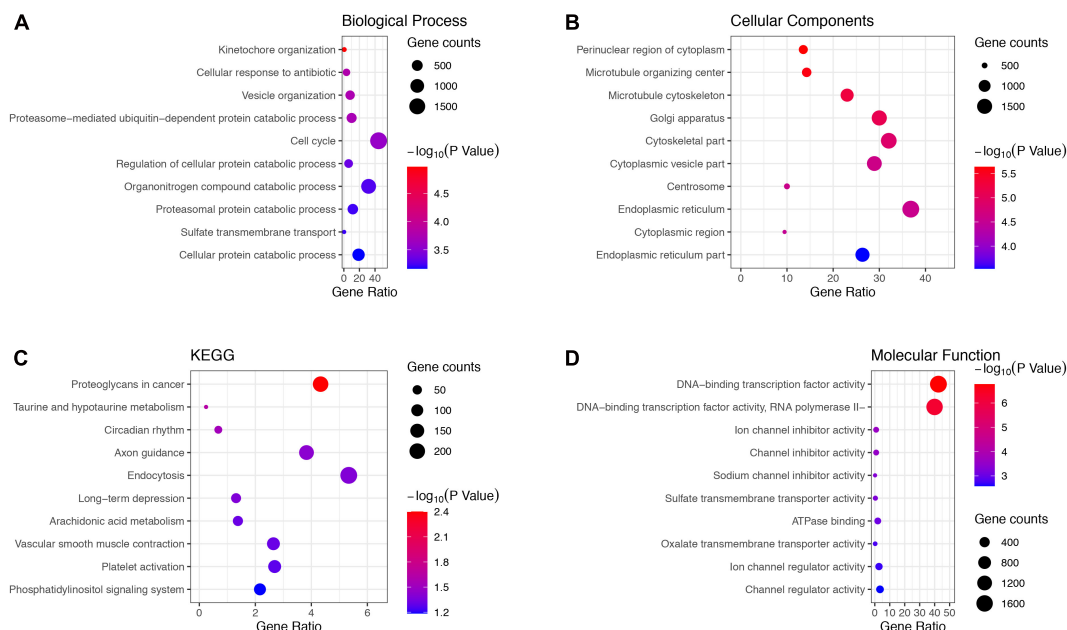 A
Biological Process
Kinetochore organization
Cellular response to antibiotic
Vesicle organization
Proteasome−mediated ubiquitin−dependent protein catabolic process
Cell cycle
Regulation of cellular protein catabolic process
Organonitrogen compound catabolic process
Proteasomal protein catabolic process
Sulfate transmembrane transport
Cellular protein catabolic process
0 20 40
Gene Ratio
Gene counts
500
1000
1500
−log10(P Value)
4.5
4.0
3.5
B
Cellular Components
Perinuclear region of cytoplasm
Microtubule organizing center
Microtubule cytoskeleton
Golgi apparatus
Cytoskeletal part
Cytoplasmic vesicle part
Centrosome
Endoplasmic reticulum
Cytoplasmic region
Endoplasmic reticulum part
0 10 20 30 40
Gene Ratio
Gene counts
500
1000
1500
−log10(P Value)
5.5
5.0
4.5
4.0
C
KEGG
Proteoglycans in cancer
Taurine and hypotaurine metabolism
Circadian rhythm
Axon guidance
Endocytosis
Long−term depression
Arachidonic acid metabolism
Vascular smooth muscle contraction
Platelet activation
Phosphatidylinositol signaling system
0 2 4 6
Gene Ratio
Gene counts
50
100
150
200
−log10(P Value)
2.4
2.1
1.8
1.5
1.2
D
Molecular Function
DNA−binding transcription factor activity
DNA−binding transcription factor activity, RNA polymerase II−
Ion channel inhibitor activity
Channel inhibitor activity
Sodium channel inhibitor activity
Sulfate transmembrane transporter activity
ATPase binding
Oxalate transmembrane transporter activity
Ion channel regulator activity
Channel regulator activity
0 10 20 30 40 50
Gene Ratio
−log10(P Value)
6
5
4
3
Gene counts
400
800
1200
1600